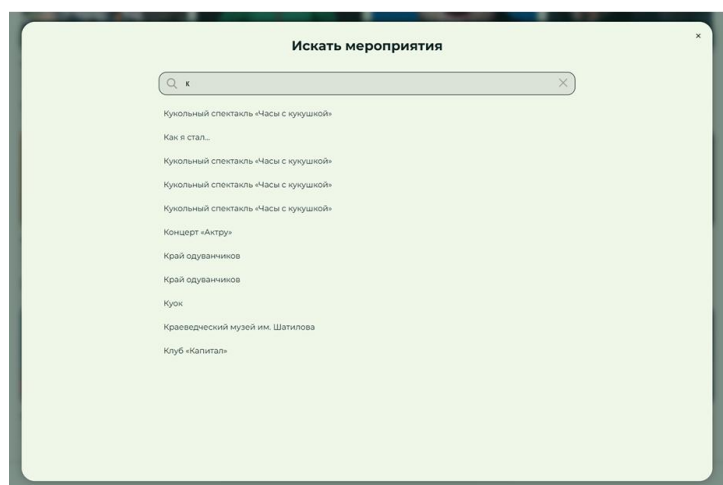 Искать мероприятия
×
к
Кукольный спектакль «Часы с кукушкой»
Как я стал...
Кукольный спектакль «Часы с кукушкой»
Кукольный спектакль «Часы с кукушкой»
Кукольный спектакль «Часы с кукушкой»
Концерт «Актру»
Край одуванчиков
Край одуванчиков
Куок
Краеведческий музей им. Шатилова
Клуб «Капитал»